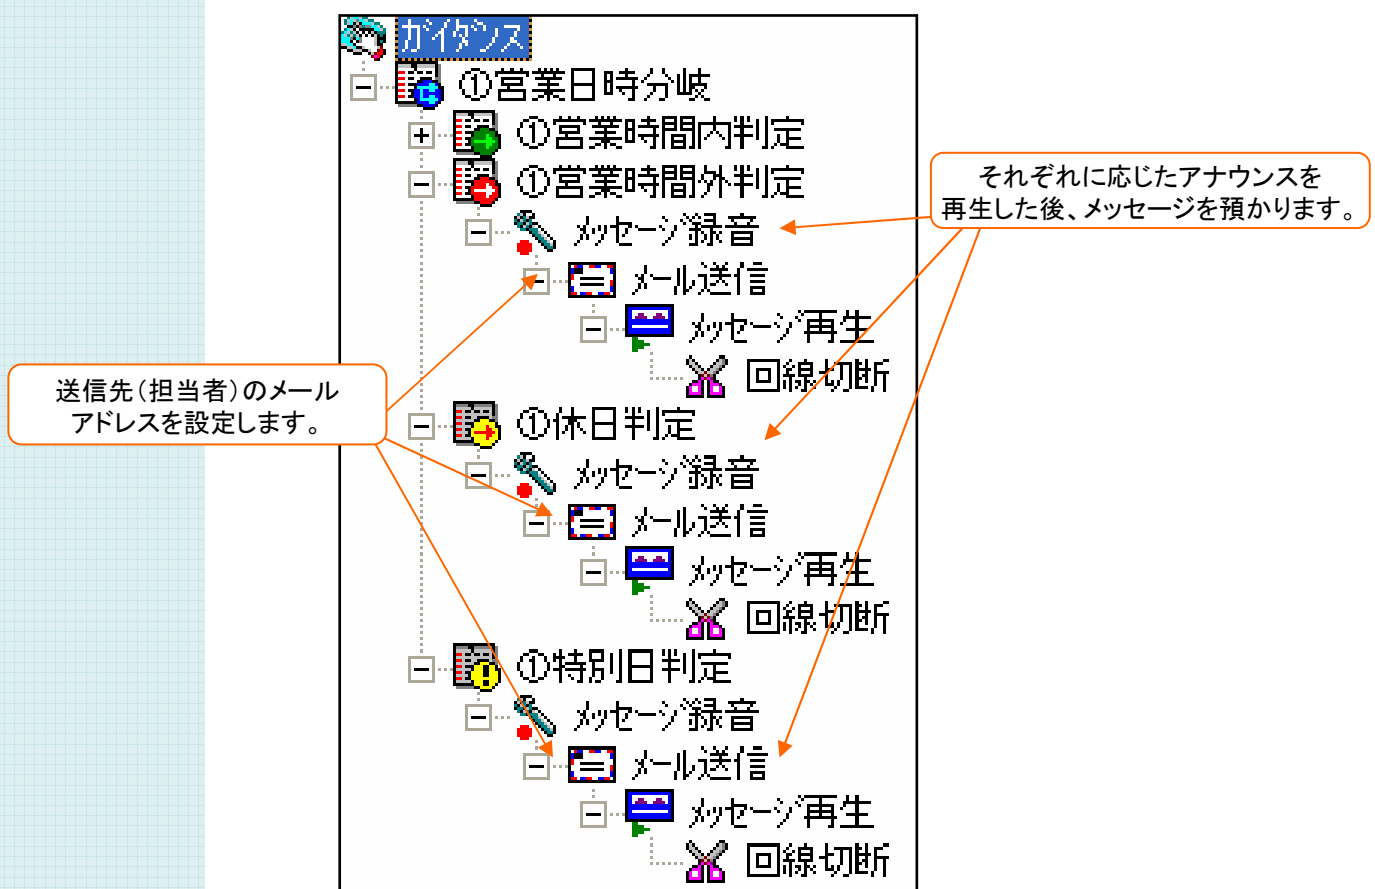 ガイダンス
①営業日時分岐
①営業時間内判定
①営業時間外判定
メッセージ録音
メール送信
メッセージ再生
回線切断
①休日判定
メッセージ録音
メール送信
メッセージ再生
回線切断
①特別日判定
メッセージ録音
メール送信
メッセージ再生
回線切断
それぞれに応じたアナウンスを
再生した後、メッセージを預かります。
送信先(担当者)のメール
アドレスを設定します。